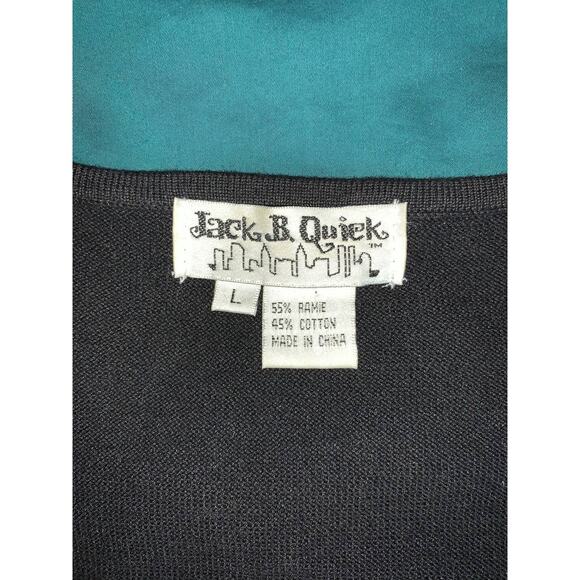 Jack B. Quick
TM
L
55% RAMIE
45% COTTON
MADE IN CHINA